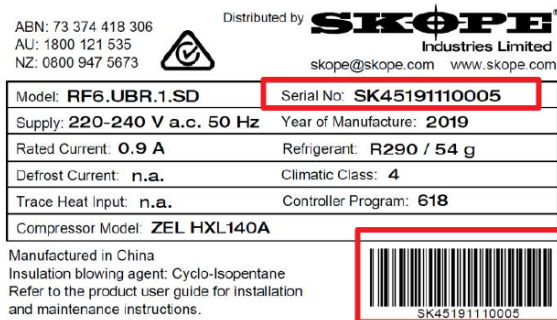 ABN: 73 374 418 306
AU: 1800 121 535
NZ: 0800 947 5673
Distributed by SKOPE
Industries Limited
skope@skope.com www.skope.com
Model: RF6.UBR.1.SD Serial No: SK45191110005
Supply: 220-240 V a.c. 50 Hz Year of Manufacture: 2019
Rated Current: 0.9 A Refrigerant: R290 / 54 g
Defrost Current: n.a. Climatic Class: 4
Trace Heat Input: n.a. Controller Program: 618
Compressor Model: ZEL HXL140A
Manufactured in China
Insulation blowing agent: Cyclo-Isopentane
Refer to the product user guide for installation
and maintenance instructions.
SK45191110005